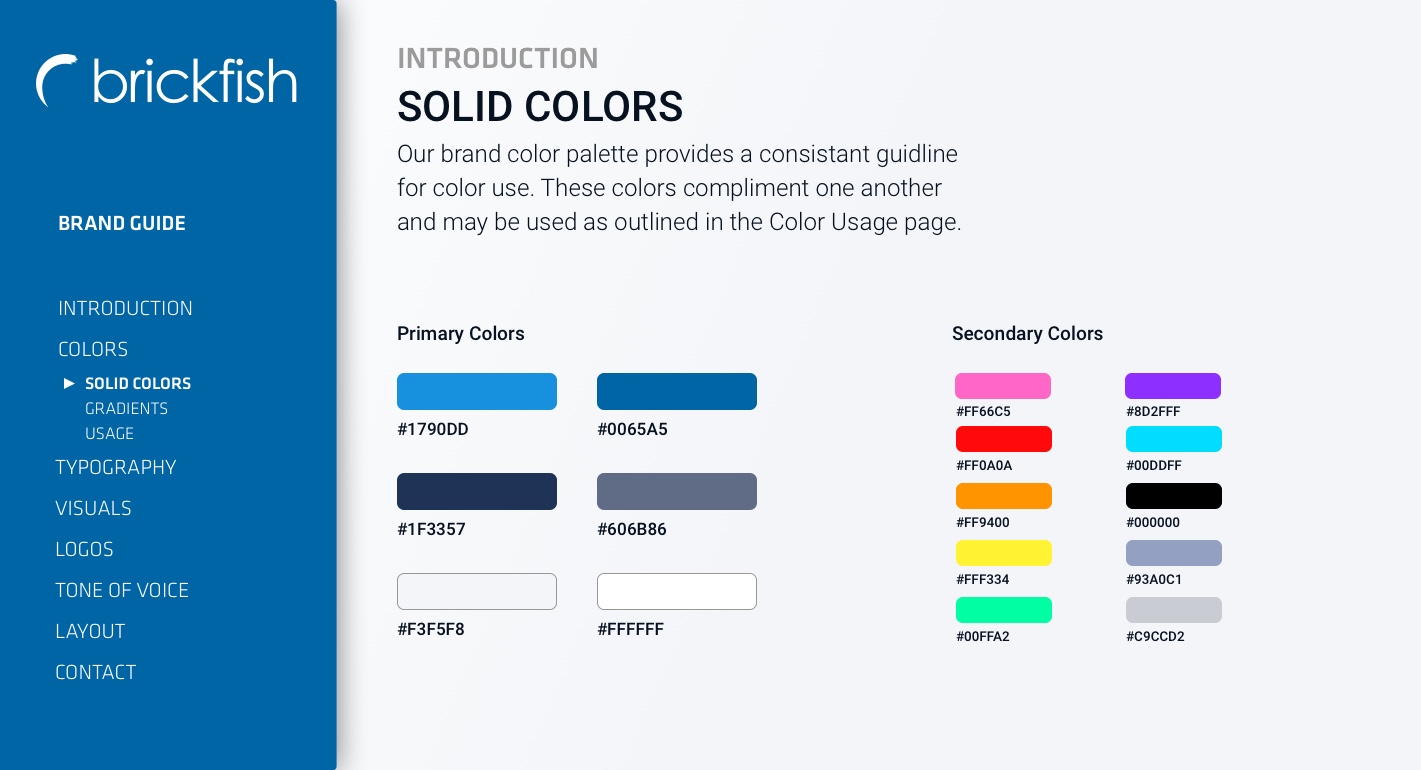 brickfish
BRAND GUIDE
INTRODUCTION
COLORS
SOLID COLORS
GRADIENTS
USAGE
TYPOGRAPHY
VISUALS
LOGOS
TONE OF VOICE
LAYOUT
CONTACT
INTRODUCTION
SOLID COLORS
Our brand color palette provides a consistant guidline
for color use. These colors compliment one another
and may be used as outlined in the Color Usage page.
Primary Colors
#1790DD #0065A5
#1F3357 #606B86
#F3F5F8 #FFFFFF
Secondary Colors
#FF66C5 #8D2FFF
#FF0A0A #00DDFF
#FF9400 #000000
#FFF334 #93A0C1
#00FFA2 #C9CCD2